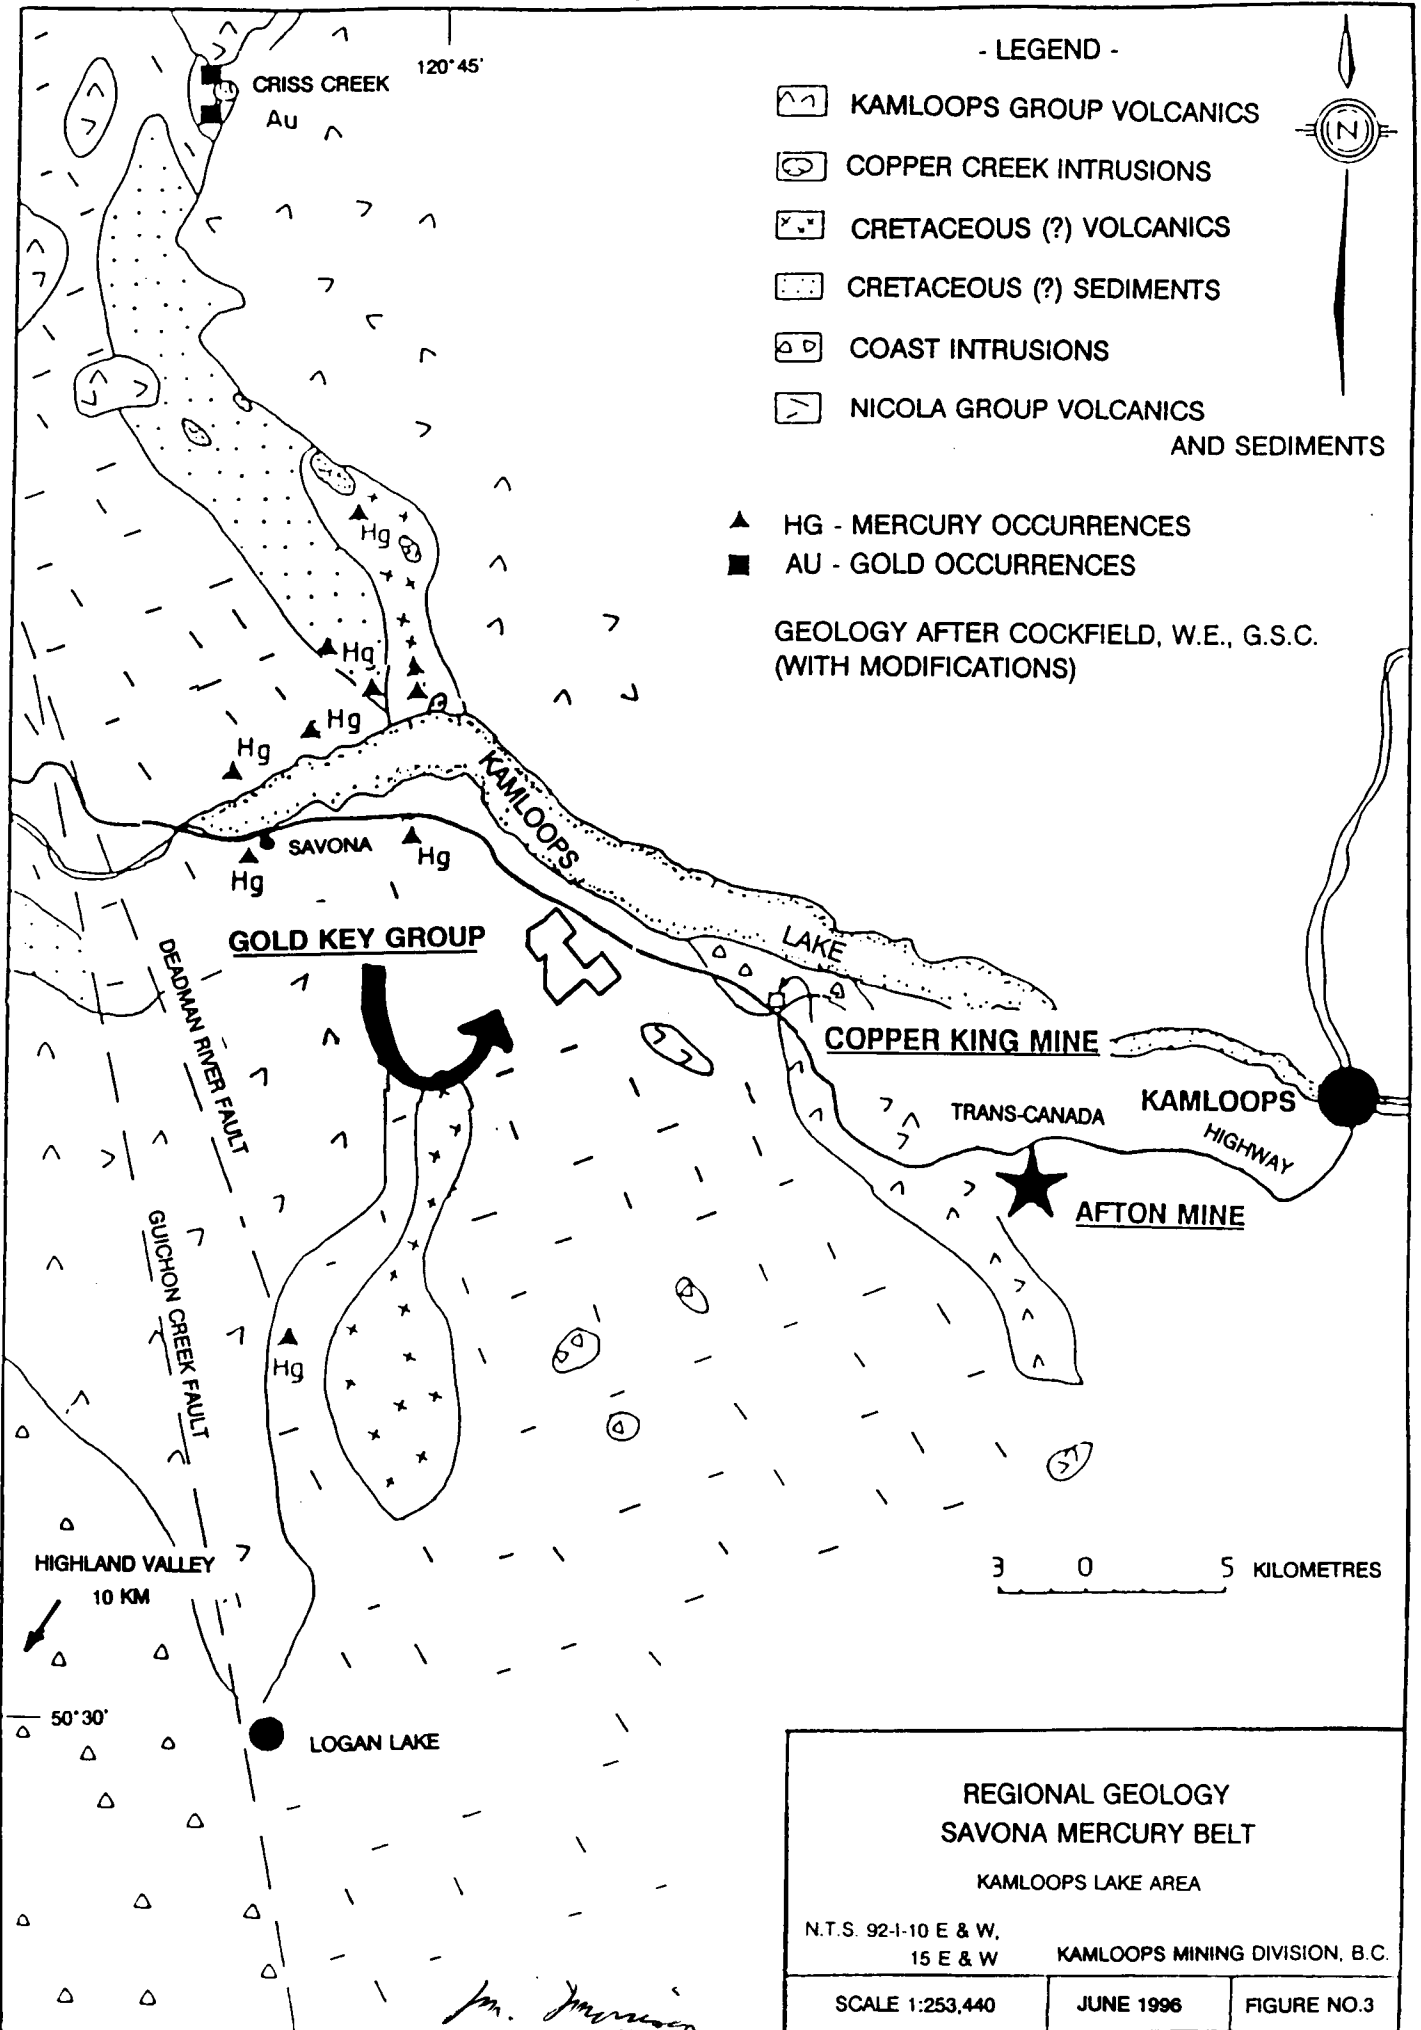 120°45'
CRISS CREEK
Au
- LEGEND -
KAMLOOPS GROUP VOLCANICS
COPPER CREEK INTRUSIONS
CRETACEOUS (?) VOLCANICS
CRETACEOUS (?) SEDIMENTS
COAST INTRUSIONS
NICOLA GROUP VOLCANICS
AND SEDIMENTS
N
HG - MERCURY OCCURRENCES
AU - GOLD OCCURRENCES
GEOLOGY AFTER COCKFIELD, W.E., G.S.C.
(WITH MODIFICATIONS)
Hg
Hg
Hg
Hg
KAMLOOPS
LAKE
SAVONA
Hg
Hg
GOLD KEY GROUP
DEADMAN RIVER FAULT
COPPER KING MINE
KAMLOOPS
TRANS-CANADA
HIGHWAY
AFTON MINE
GUICHON CREEK FAULT
Hg
HIGHLAND VALLEY
10 KM
3 0 5 KILOMETRES
50°30'
LOGAN LAKE
REGIONAL GEOLOGY
SAVONA MERCURY BELT
KAMLOOPS LAKE AREA
N.T.S. 92-I-10 E & W,
15 E & W
KAMLOOPS MINING DIVISION, B.C.
SCALE 1:253,440
JUNE 1996
FIGURE NO.3